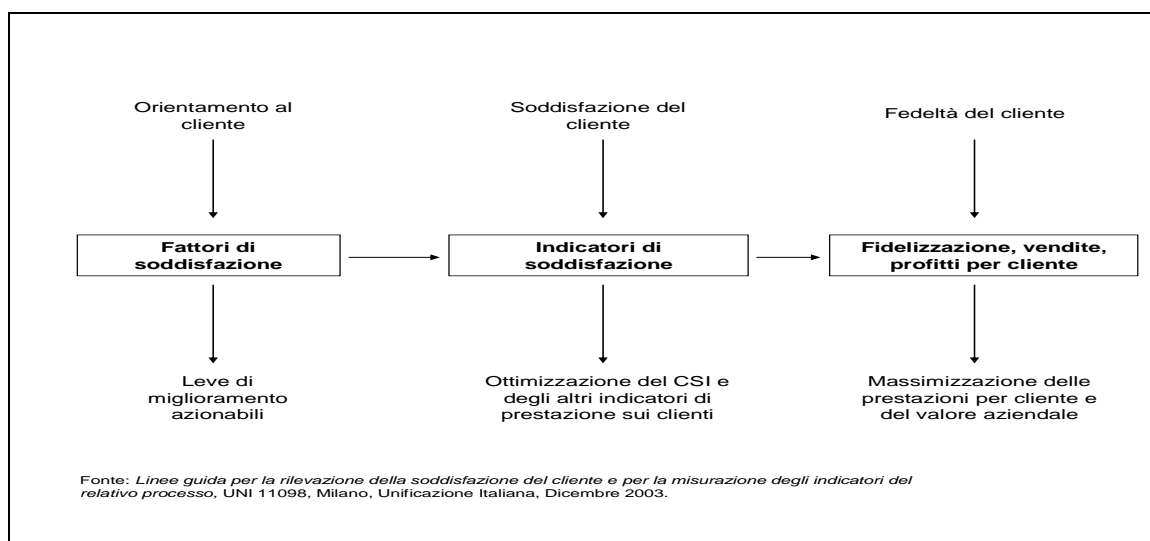 Orientamento al
cliente
Soddisfazione del
cliente
Fedeltà del cliente
Fattori di
soddisfazione
Indicatori di
soddisfazione
Fidelizzazione, vendite,
profitti per cliente
Leve di
miglioramento
azionabili
Ottimizzazione del CSI e
degli altri indicatori di
prestazione sui clienti
Massimizzazione delle
prestazioni per cliente e
del valore aziendale
Fonte: Linee guida per la rilevazione della soddisfazione del cliente e per la misurazione degli indicatori del
relativo processo, UNI 11098, Milano, Unificazione Italiana, Dicembre 2003.